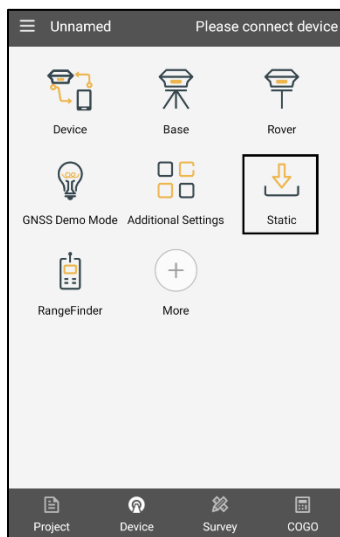 Unnamed Please connect device
Device Base Rover
GNSS Demo Mode Additional Settings Static
RangeFinder More
Project Device Survey COGO